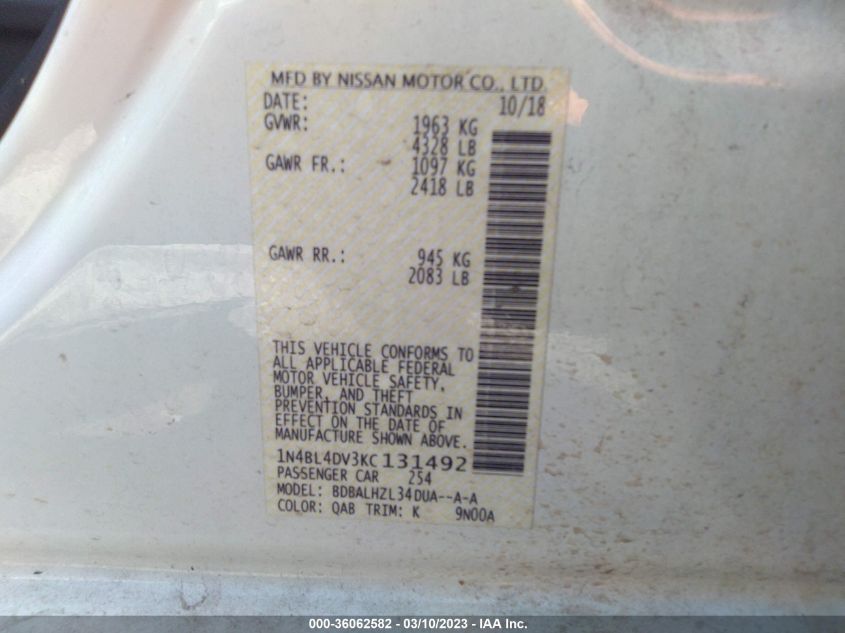 MFD BY NISSAN MOTOR CO., LTD.
DATE: 10/18
GVWR: 1963 KG
4328 LB
GAWR FR.: 1097 KG
2418 LB
GAWR RR.: 945 KG
2083 LB
THIS VEHICLE CONFORMS TO
ALL APPLICABLE FEDERAL
MOTOR VEHICLE SAFETY,
BUMPER, AND THEFT
PREVENTION STANDARDS IN
EFFECT ON THE DATE OF
MANUFACTURE SHOWN ABOVE.
1N4BL4DV3KC131492
PASSENGER CAR 254
MODEL: BDBALHZL34DUA--A-A
COLOR: QAB TRIM: K 9N00A
000-36062582 - 03/10/2023 - IAA Inc.